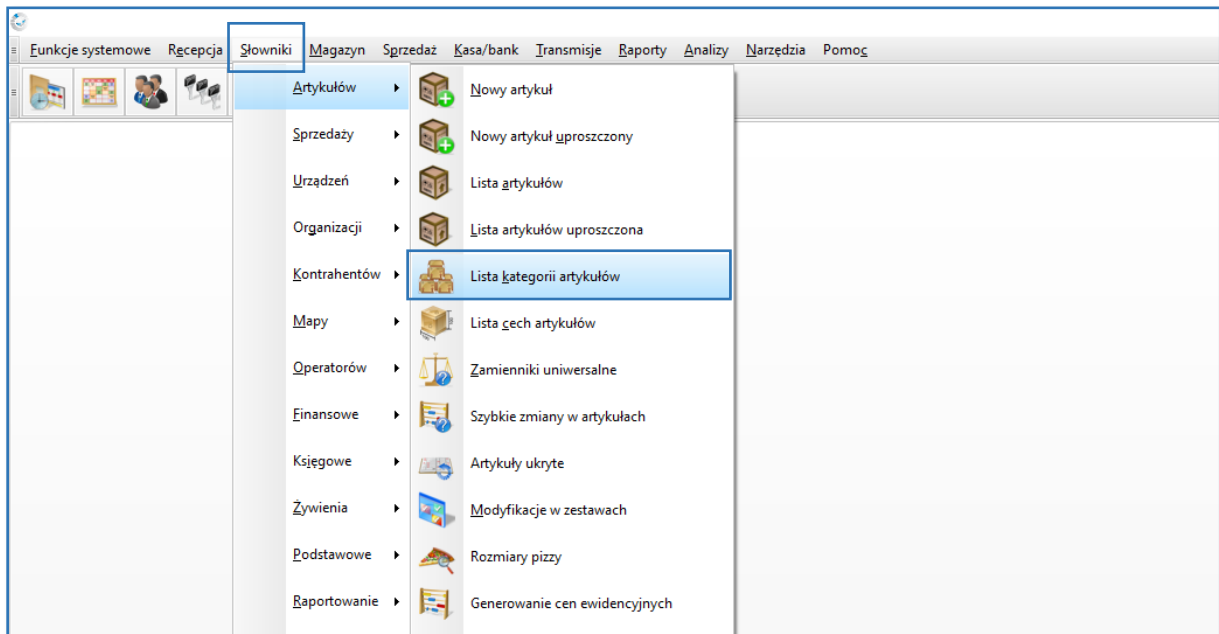 Funkcje systemowe Recepcja Słowniki Magazyn Sprzedaż Kasa/bank Transmisje Raporty Analizy Narzędzia Pomoc
Artykułów
Sprzedaży
Urządzeń
Organizacji
Kontrahentów
Mapy
Operatorów
Finansowe
Księgowe
Żywienia
Podstawowe
Raportowanie
Nowy artykuł
Nowy artykuł uproszczony
Lista artykułów
Lista artykułów uproszczona
Lista kategorii artykułów
Lista cech artykułów
Zamienniki uniwersalne
Szybkie zmiany w artykułach
Artykuły ukryte
Modyfikacje w zestawach
Rozmiary pizzy
Generowanie cen ewidencyjnych